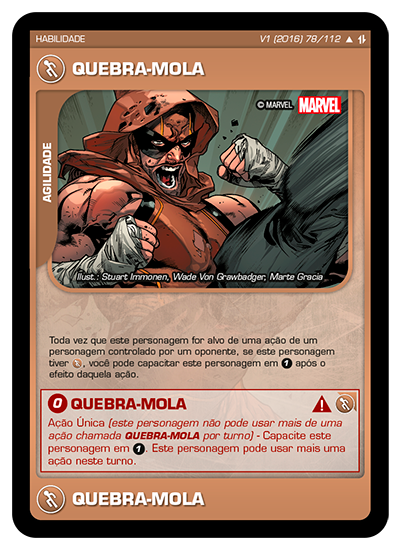 HABILIDADE V1 (2016) 78/112 ▲
QUEBRA-MOLA
© MARVEL MARVEL
AGILIDADE
Ilust.: Stuart Immonen, Wade Von Grawbadger, Marte Gracia
Toda vez que este personagem for alvo de uma ação de um
personagem controlado por um oponente, se este personagem
tiver , você pode capacitar este personagem em 1 após o
efeito daquela ação.
0 QUEBRA-MOLA
Ação Única (este personagem não pode usar mais de uma
ação chamada QUEBRA-MOLA por turno) - Capacite este
personagem em 1. Este personagem pode usar mais uma
ação neste turno.
QUEBRA-MOLA